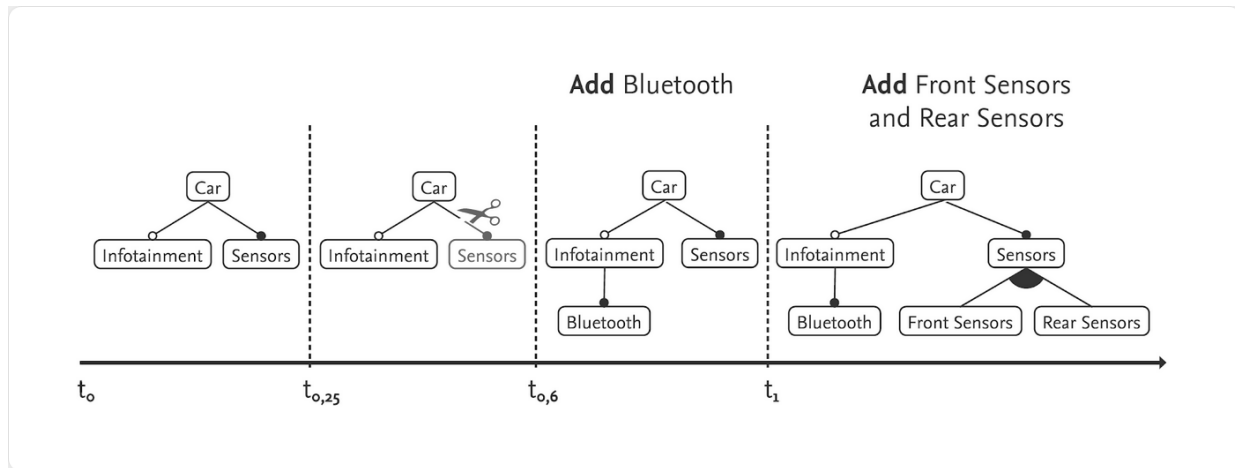 Add Bluetooth
Add Front Sensors
and Rear Sensors
Car
Car
Car
Car
Infotainment
Sensors
Infotainment
Sensors
Infotainment
Sensors
Infotainment
Sensors
Bluetooth
Bluetooth
Front Sensors
Rear Sensors
t0
t0,25
t0,6
t1